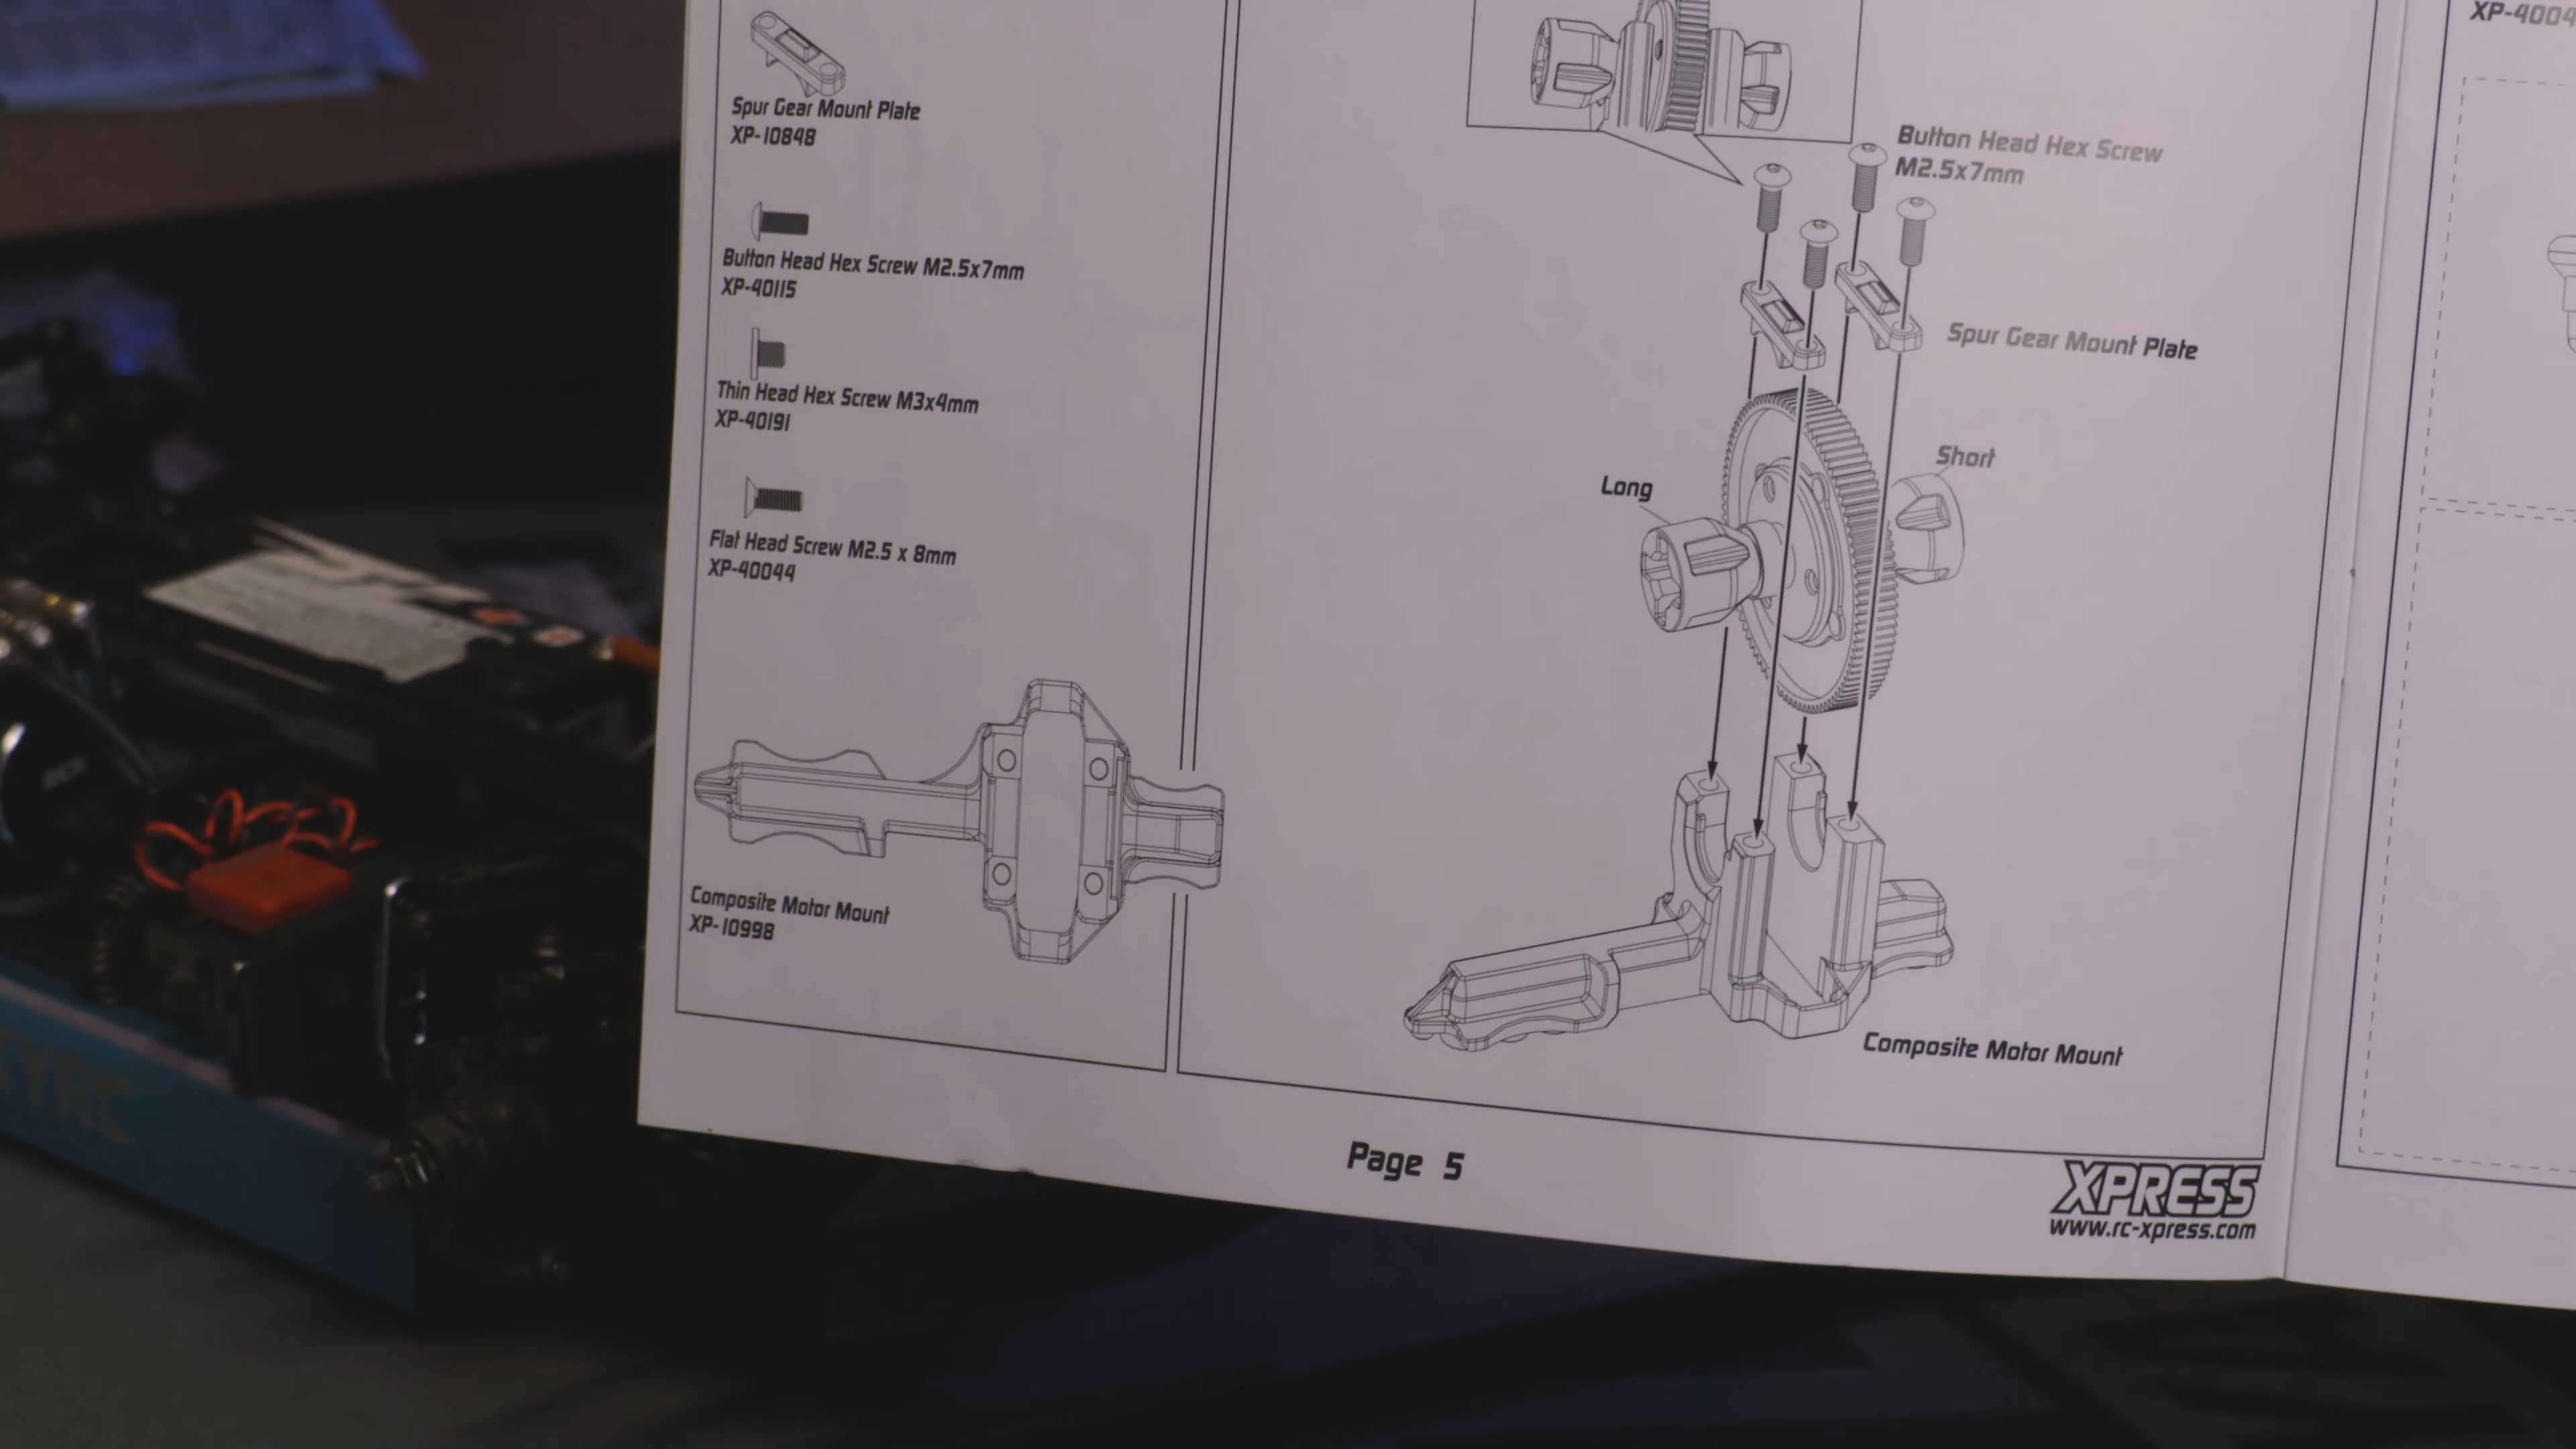 Spur Gear Mount Plate
XP-10848
Button Head Hex Screw M2.5x7mm
XP-40115
Thin Head Hex Screw M3x4mm
XP-40191
Flat Head Screw M2.5 x 8mm
XP-40044
Composite Motor Mount
XP-10998
Button Head Hex Screw
M2.5x7mm
Spur Gear Mount Plate
Short
Long
Composite Motor Mount
Page 5
XPRESS
www.rc-xpress.com